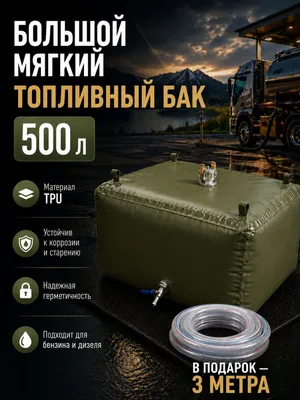 БОЛЬШОЙ
МЯГКИЙ
ТОПЛИВНЫЙ БАК
500 л
Материал
TPU
Устойчив
к коррозии
и старению
Надежная
герметичность
Подходит для
бензина и дизеля
В ПОДАРОК —
3 МЕТРА